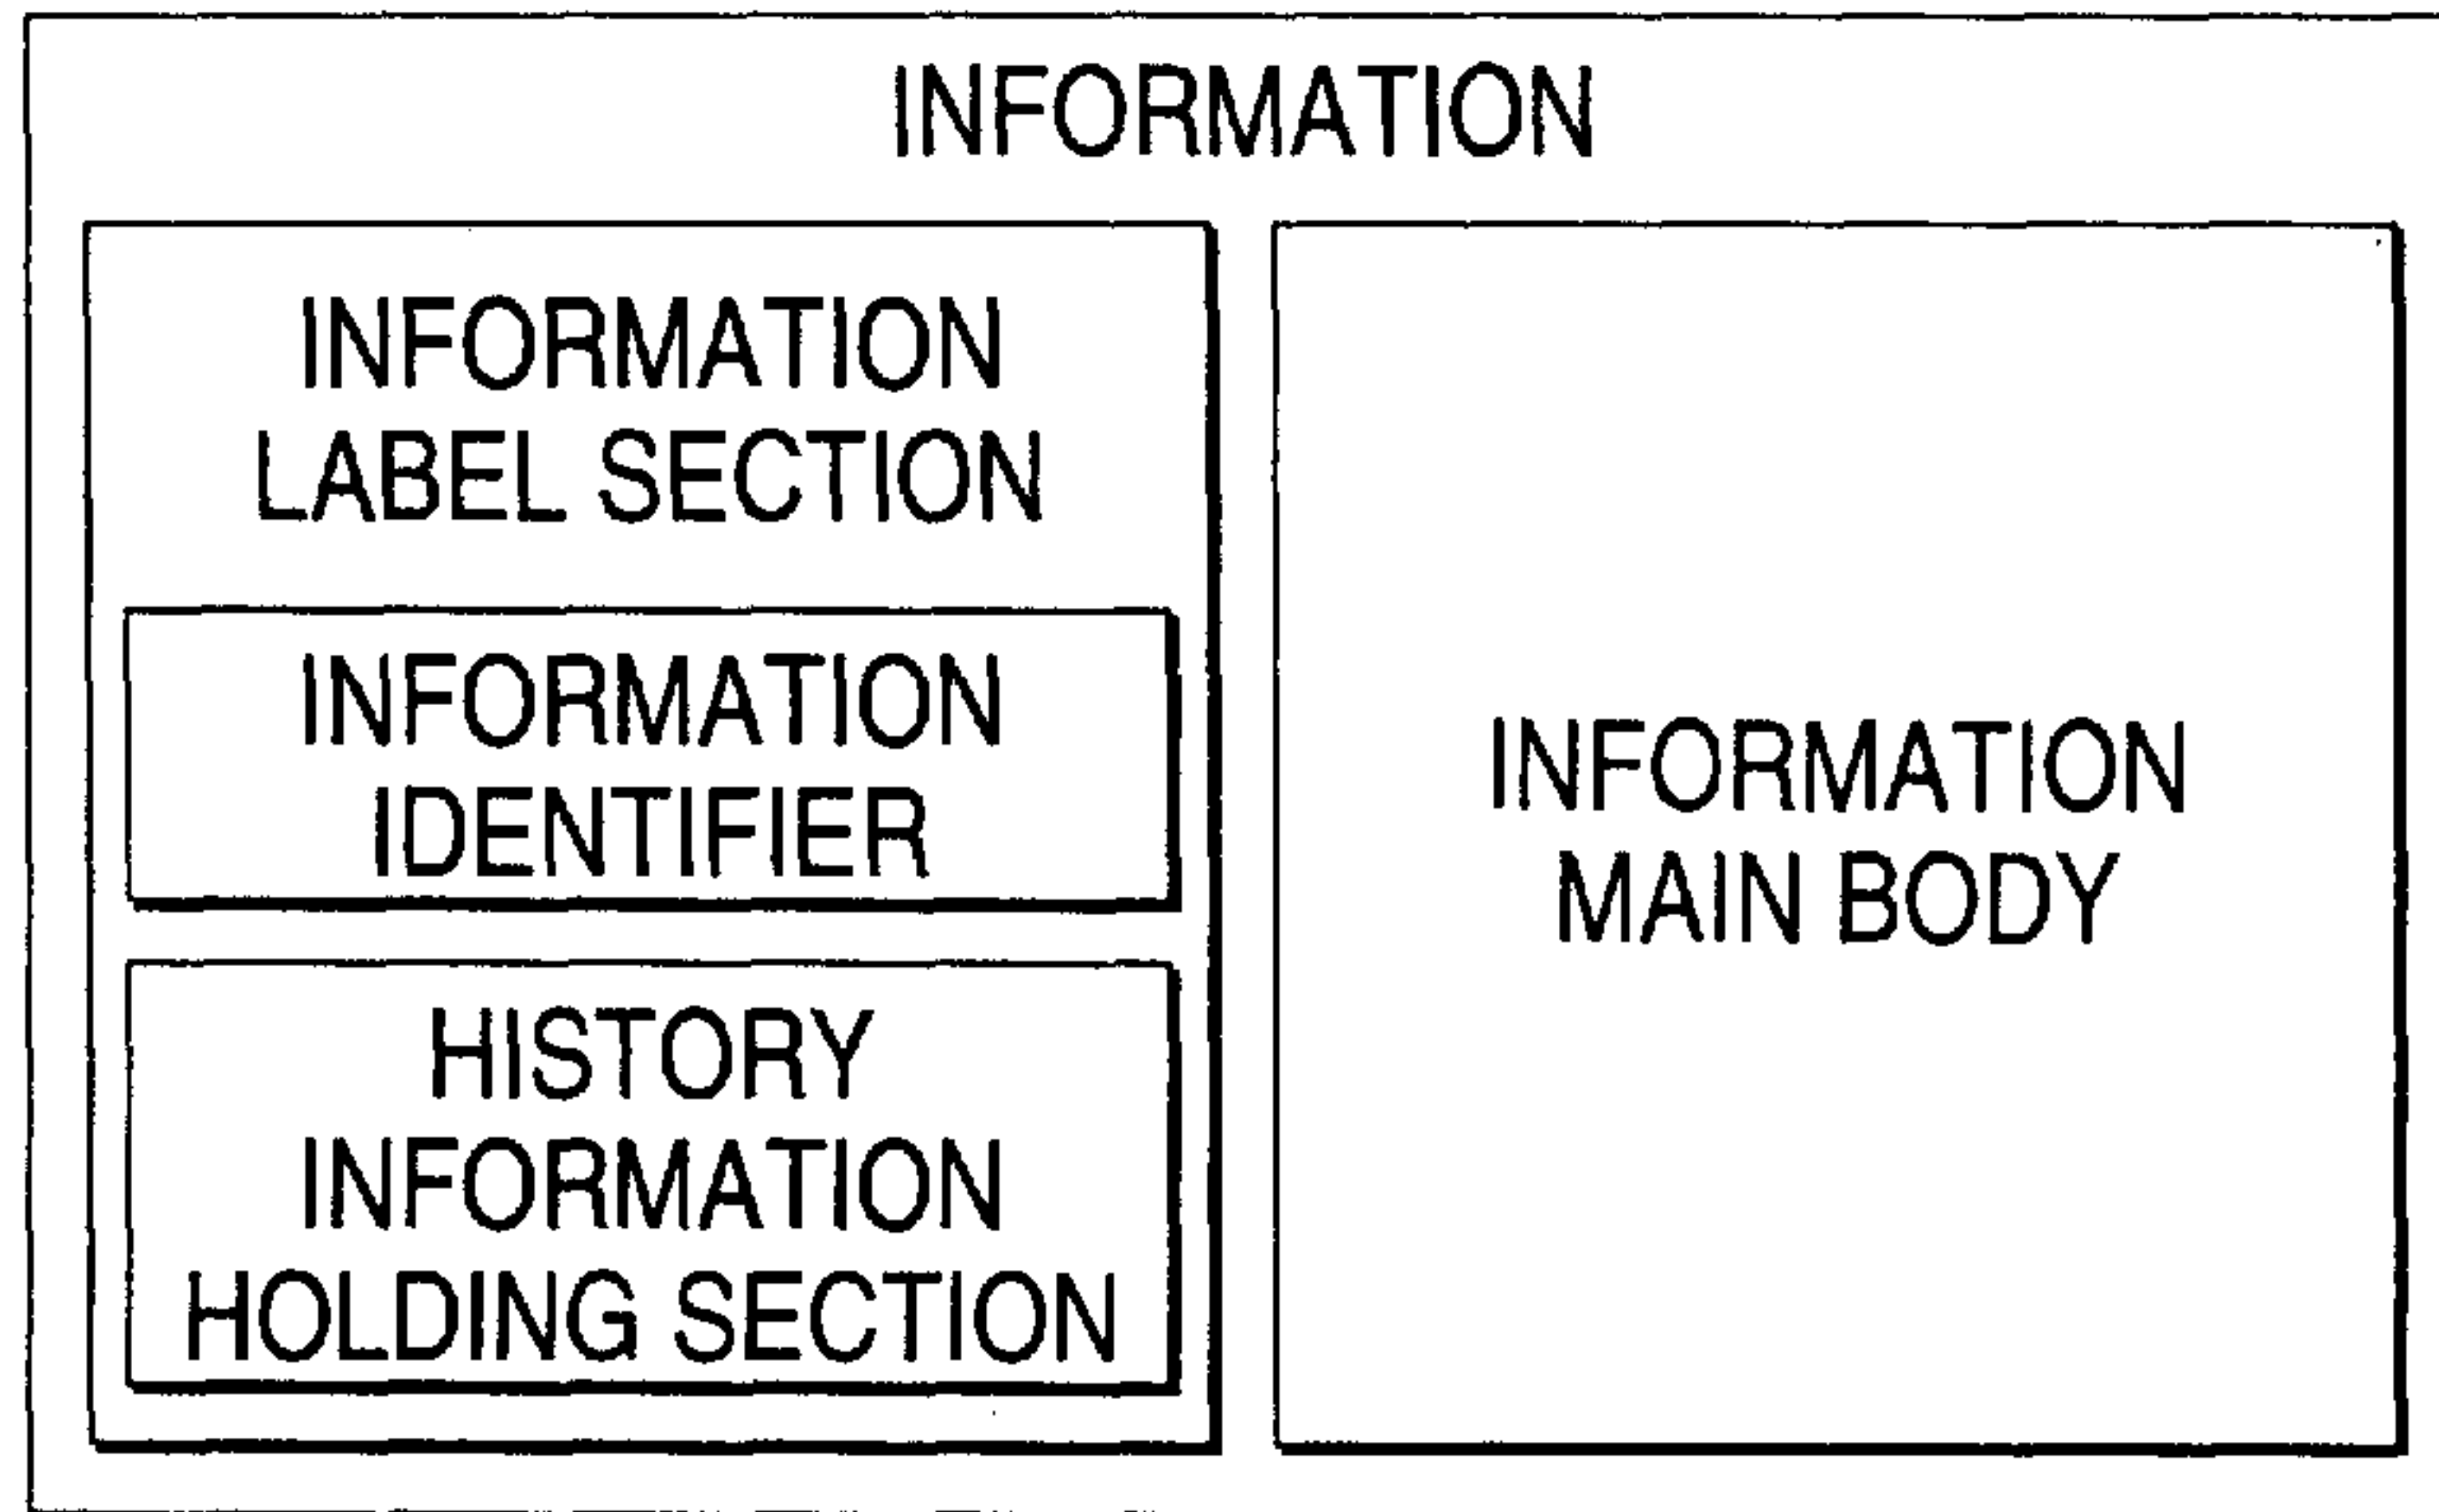 INFORMATION
INFORMATION
LABEL SECTION
INFORMATION
IDENTIFIER
HISTORY
INFORMATION
HOLDING SECTION
INFORMATION
MAIN BODY